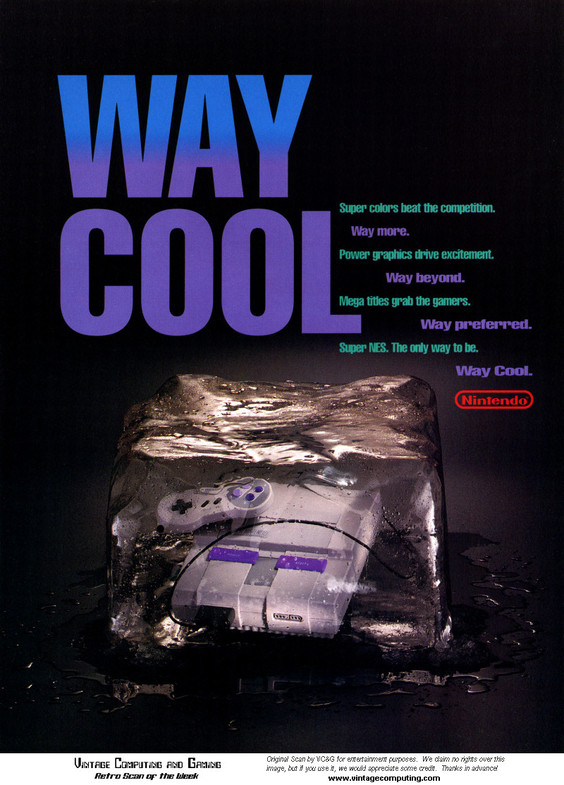 WAY
COOL
Super colors beat the competition.
Way more.
Power graphics drive excitement.
Way beyond.
Mega titles grab the gamers.
Way preferred.
Super NES. The only way to be.
Way Cool.
Nintendo
Vintage Computing and Gaming
Retro Scan of the Week
Original Scan by VC&G for entertainment purposes. We claim no rights over this
image, but if you use it, we would appreciate some credit. Thanks in advance!
www.vintagecomputing.com